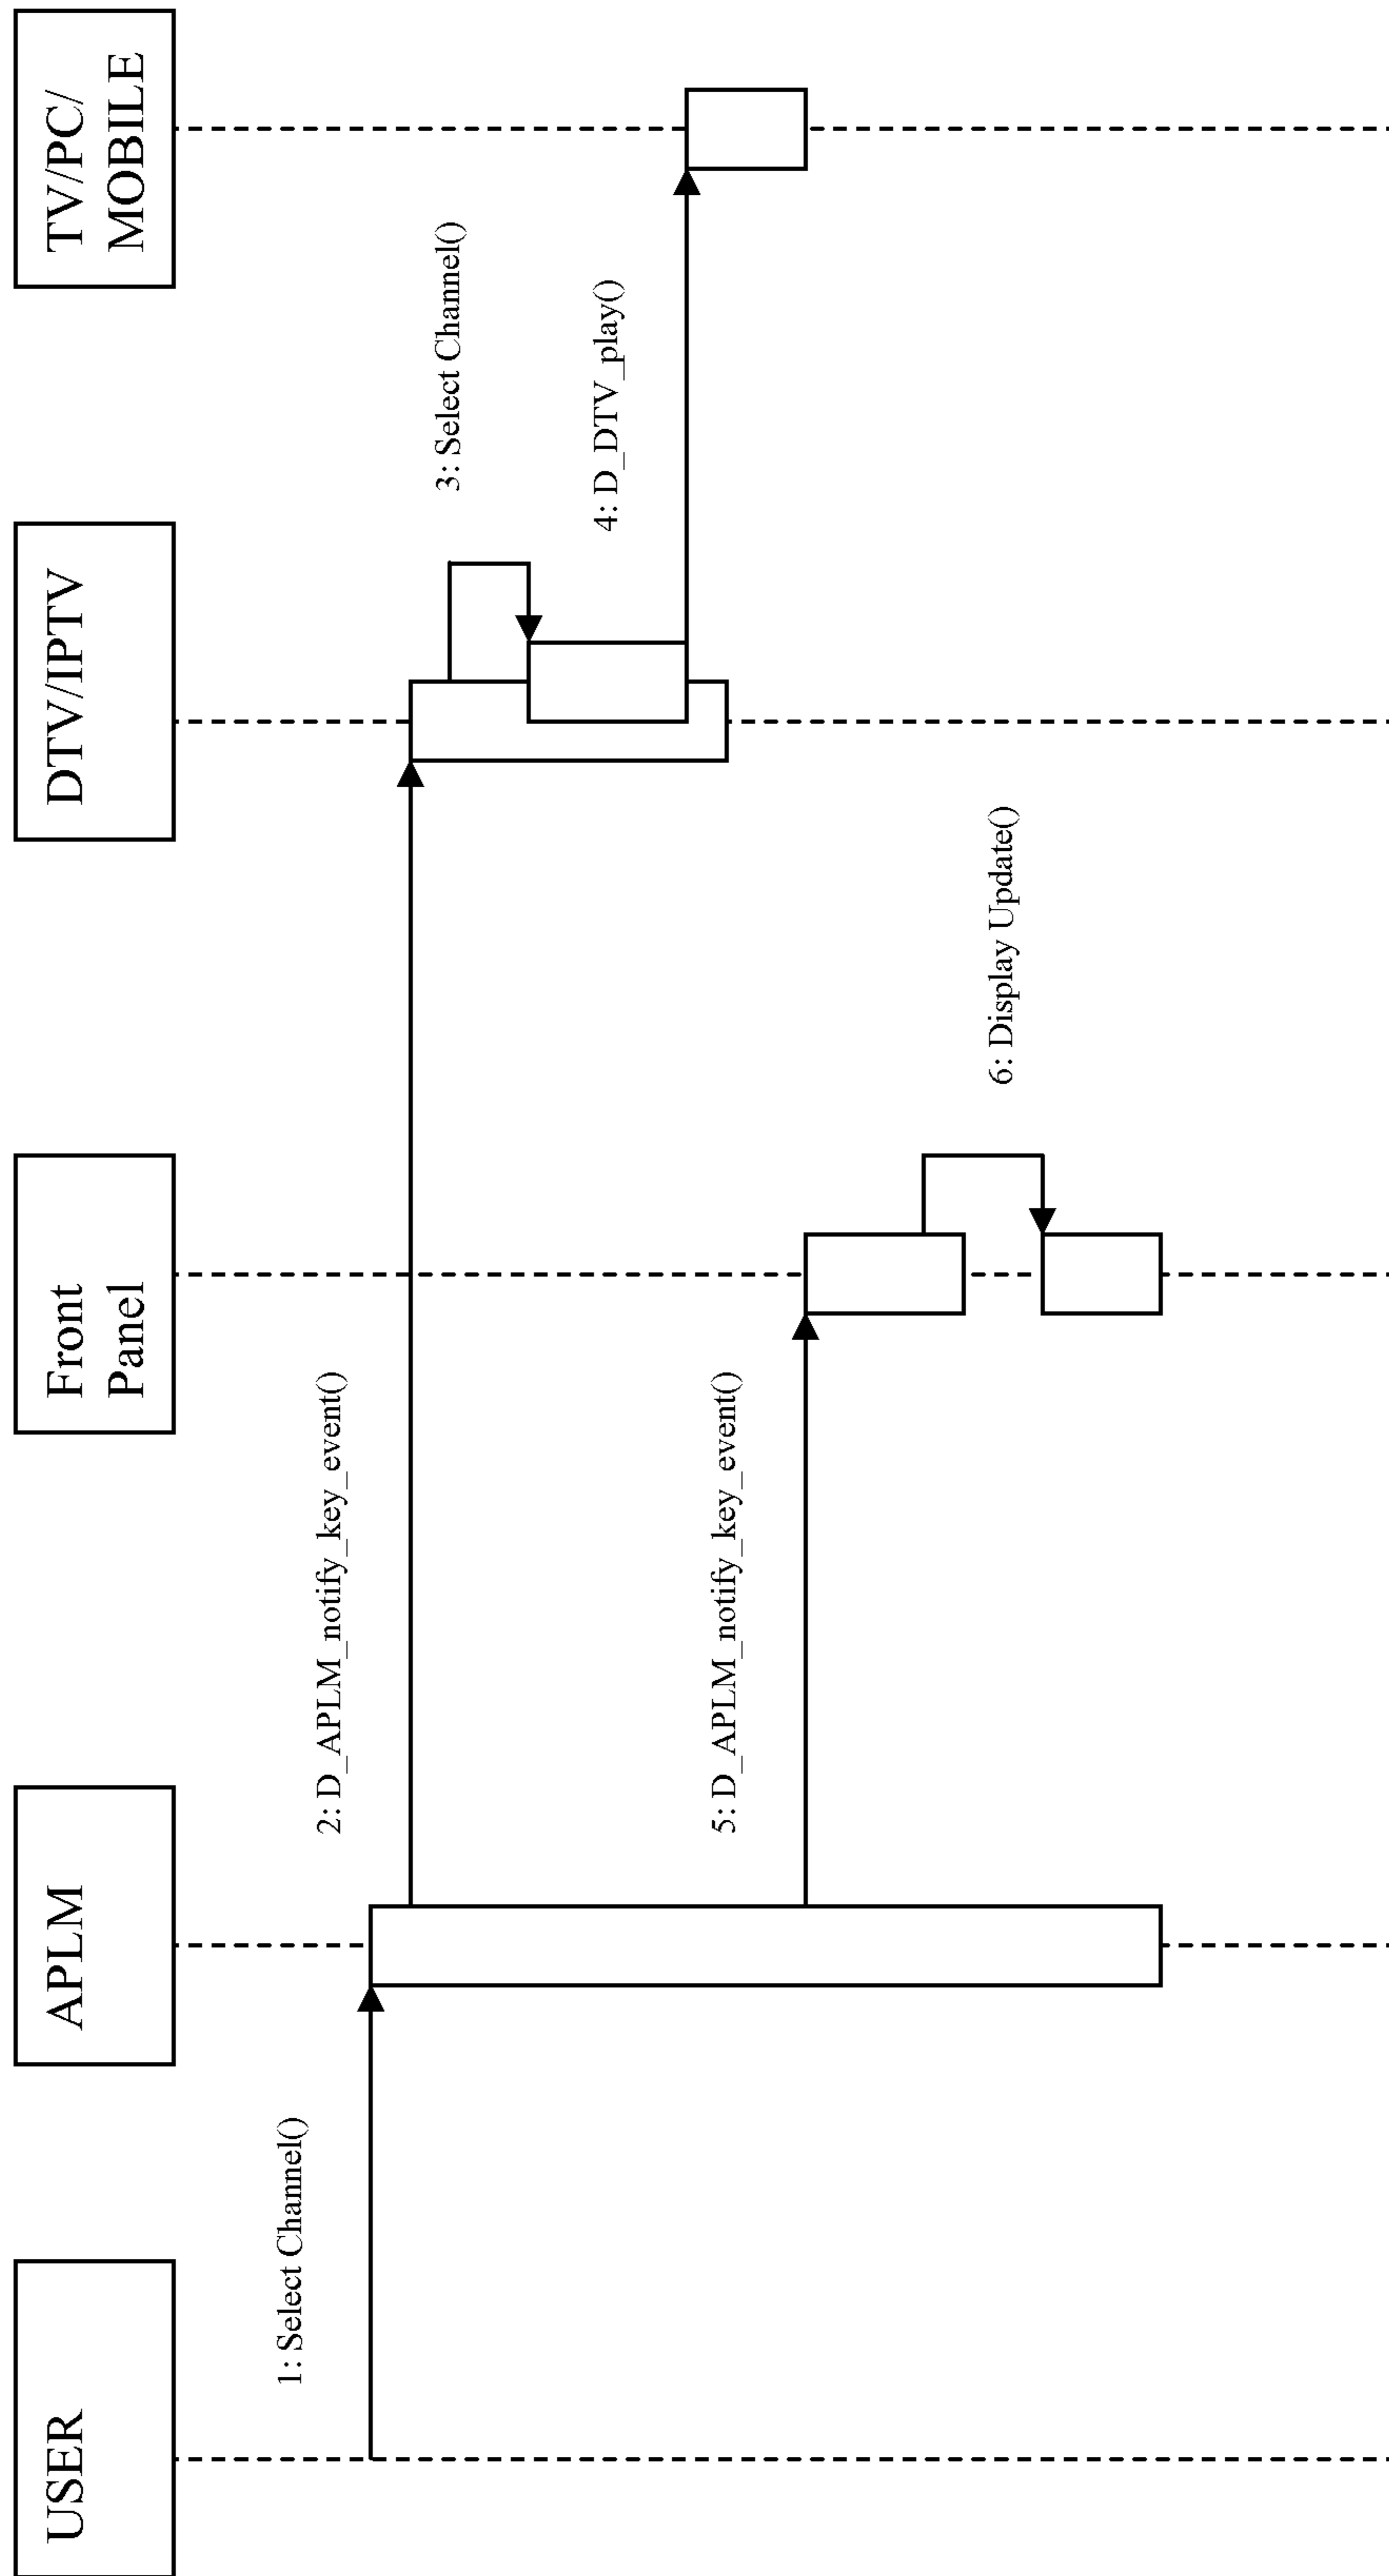 USER
APLM
Front
Panel
DTV/IPTV
TV/PC/
MOBILE
1: Select Channel()
2: D_APLM_notify_key_event()
3: Select Channel()
4: D_DTV_play()
5: D_APLM_notify_key_event()
6: Display Update()